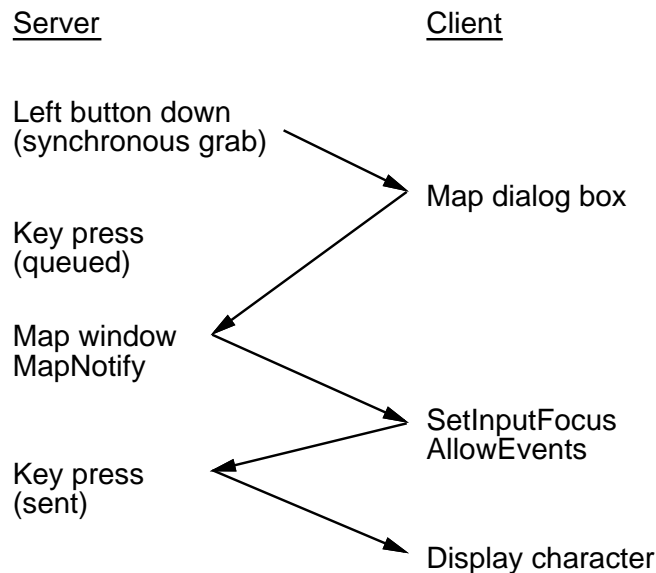 Server
Client
Left button down
(synchronous grab)
Map dialog box
Key press
(queued)
Map window
MapNotify
SetInputFocus
AllowEvents
Key press
(sent)
Display character